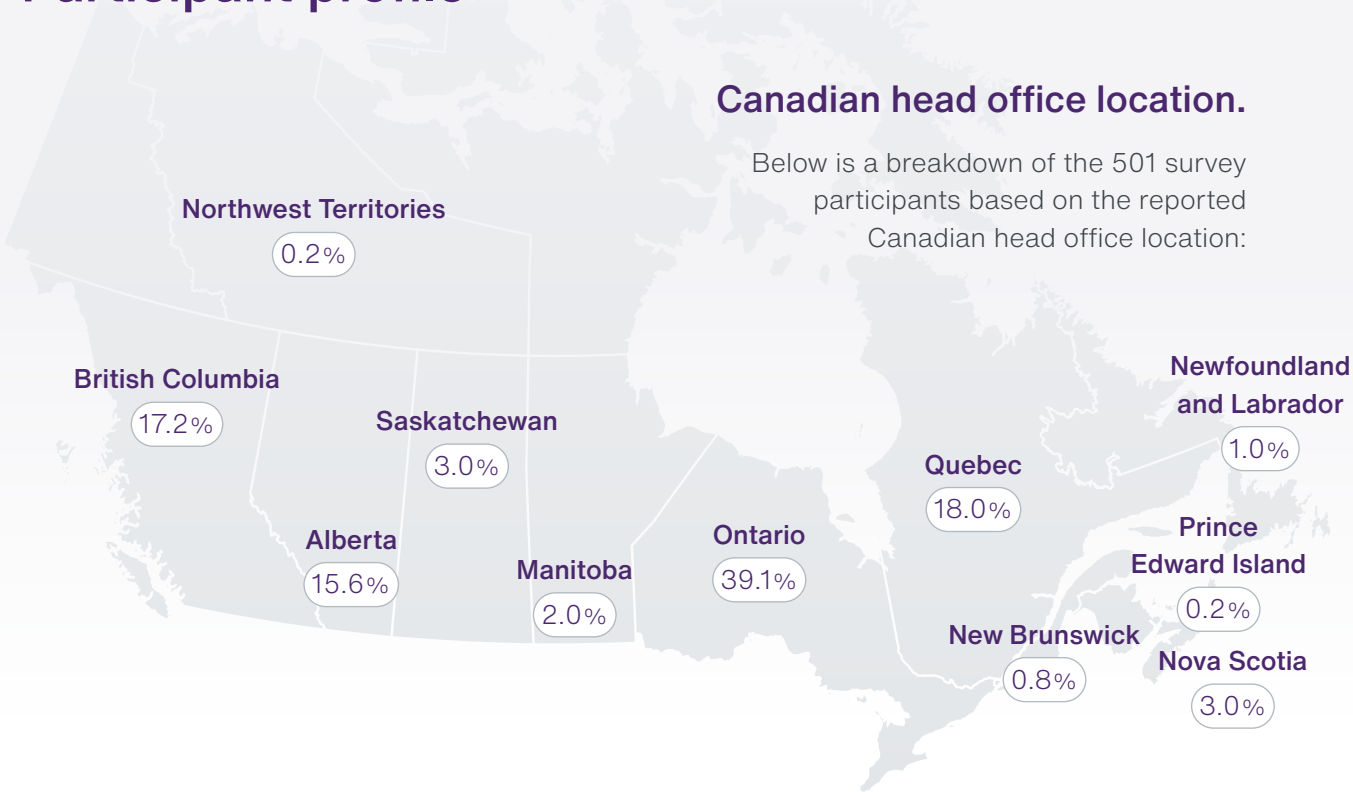 Participant profile
Canadian head office location.
Below is a breakdown of the 501 survey
participants based on the reported
Canadian head office location:
Northwest Territories
0.2%
British Columbia
17.2%
Saskatchewan
3.0%
Alberta
15.6%
Manitoba
2.0%
Ontario
39.1%
Quebec
18.0%
Newfoundland
and Labrador
1.0%
Prince
Edward Island
0.2%
New Brunswick
0.8%
Nova Scotia
3.0%